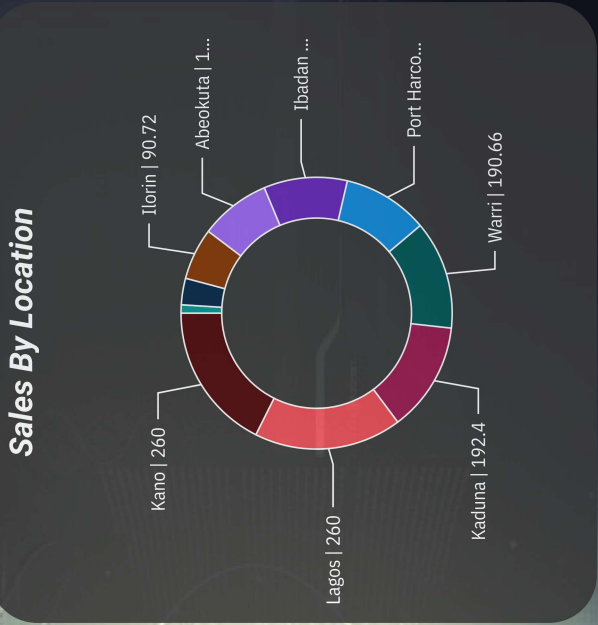 Sales By Location
Ilorin | 90.72
Abeokuta | 1...
Ibadan ...
Port Harco...
Warri | 190.66
Kaduna | 192.4
Lagos | 260
Kano | 260